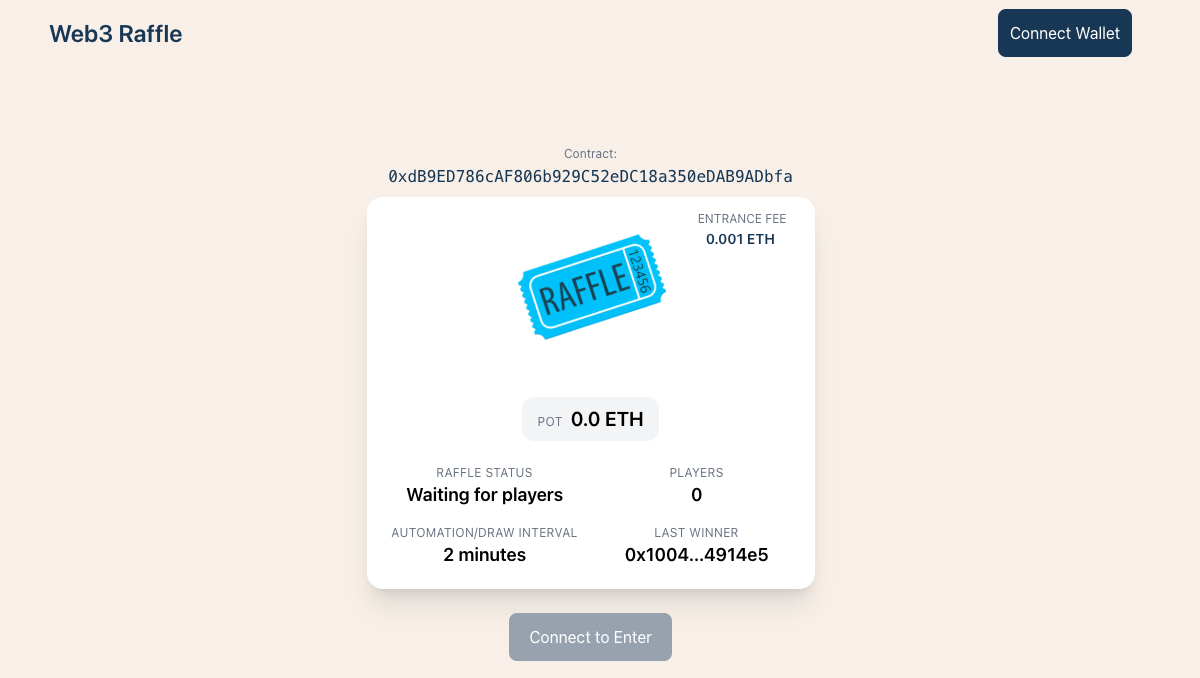 Web3 Raffle
Connect Wallet
Contract:
0xdB9ED786cAF806b929C52eDC18a350eDAB9ADbfa
ENTRANCE FEE
0.001 ETH
RAFFLE 123456
POT 0.0 ETH
RAFFLE STATUS
Waiting for players
PLAYERS
0
AUTOMATION/DRAW INTERVAL
2 minutes
LAST WINNER
0x1004...4914e5
Connect to Enter